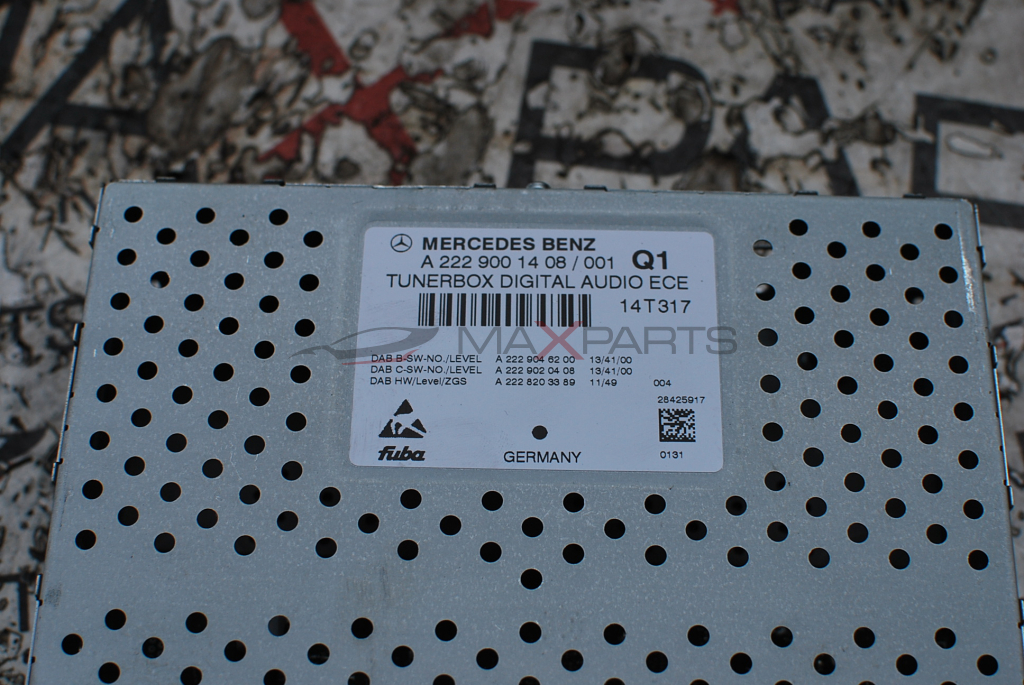 MERCEDES BENZ
A 222 900 14 08 / 001 Q1
TUNERBOX DIGITAL AUDIO ECE
14T317
MAXPARTS
DAB B-SW-NO./LEVEL A 222 904 62 00 13/41/00
DAB C-SW-NO./LEVEL A 222 902 04 08 13/41/00
DAB HW/Level/ZGS A 222 820 33 89 11/49 004
28425917
fuba GERMANY 0131